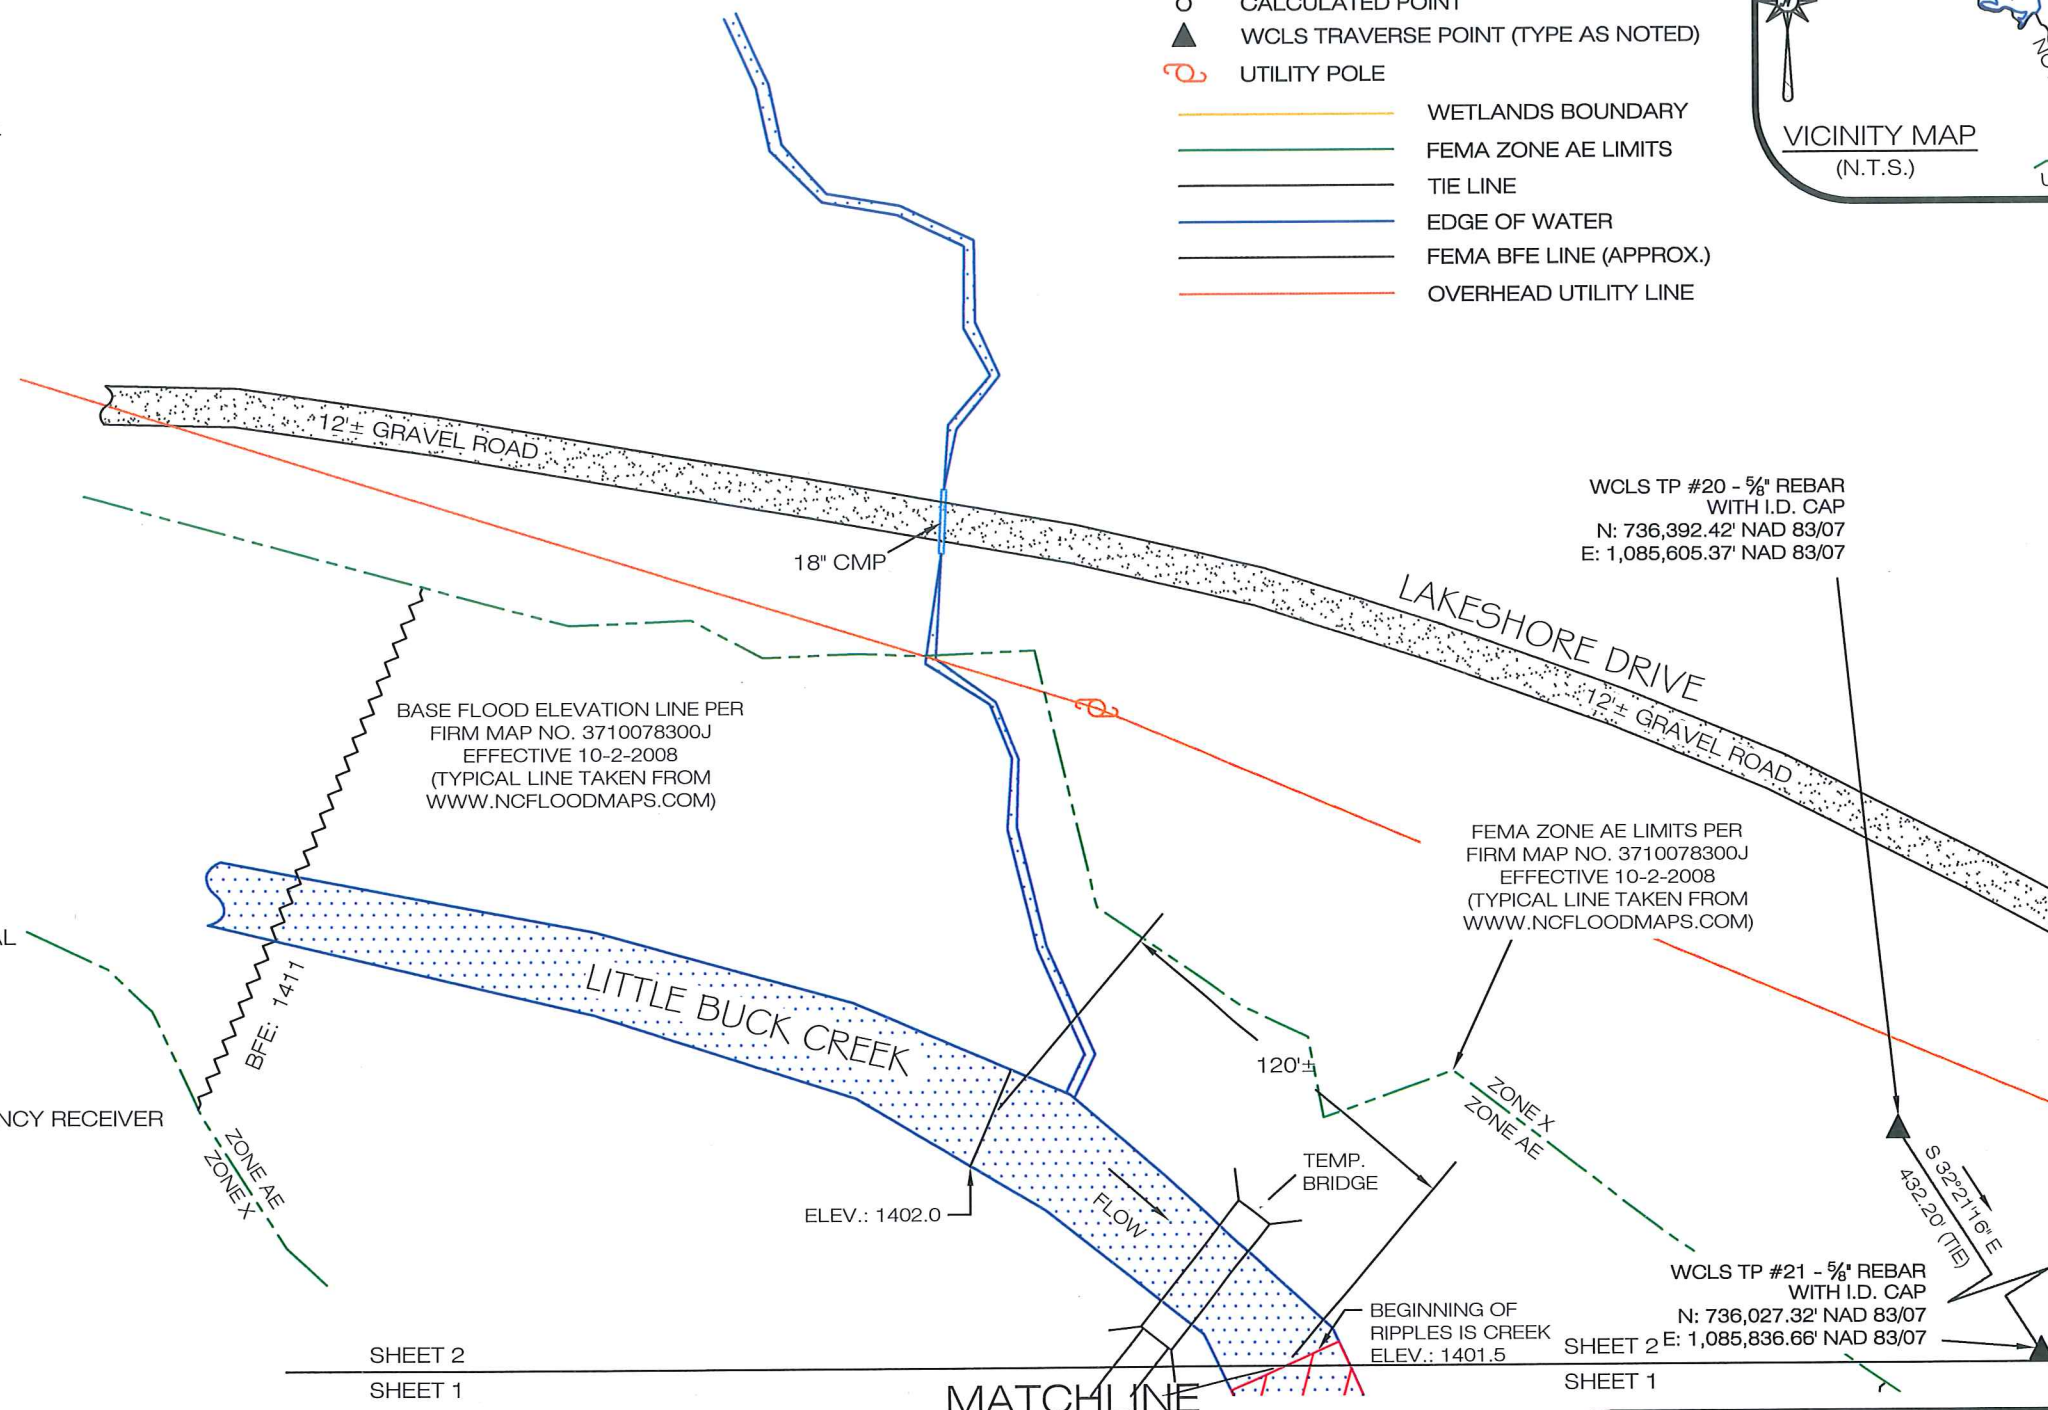 CALCULATED POINT
WCLS TRAVERSE POINT (TYPE AS NOTED)
UTILITY POLE
WETLANDS BOUNDARY
FEMA ZONE AE LIMITS
TIE LINE
EDGE OF WATER
FEMA BFE LINE (APPROX.)
OVERHEAD UTILITY LINE
VICINITY MAP
(N.T.S.)
12'± GRAVEL ROAD
18" CMP
WCLS TP #20 - ⅝" REBAR
WITH I.D. CAP
N: 736,392.42' NAD 83/07
E: 1,085,605.37' NAD 83/07
LAKESHORE DRIVE
12'± GRAVEL ROAD
BASE FLOOD ELEVATION LINE PER
FIRM MAP NO. 3710078300J
EFFECTIVE 10-2-2008
(TYPICAL LINE TAKEN FROM
WWW.NCFLOODMAPS.COM)
FEMA ZONE AE LIMITS PER
FIRM MAP NO. 3710078300J
EFFECTIVE 10-2-2008
(TYPICAL LINE TAKEN FROM
WWW.NCFLOODMAPS.COM)
BFE: 1411
LITTLE BUCK CREEK
120'±
ZONE X
ZONE AE
NCY RECEIVER
ZONE AE
ZONE X
TEMP.
BRIDGE
FLOW
ELEV.: 1402.0
S 32°21'16" E
432.20' (TIE)
WCLS TP #21 - ⅝" REBAR
WITH I.D. CAP
N: 736,027.32' NAD 83/07
E: 1,085,836.66' NAD 83/07
BEGINNING OF
RIPPLES IS CREEK
ELEV.: 1401.5
SHEET 2
SHEET 1
SHEET 2
SHEET 1
MATCHLINE